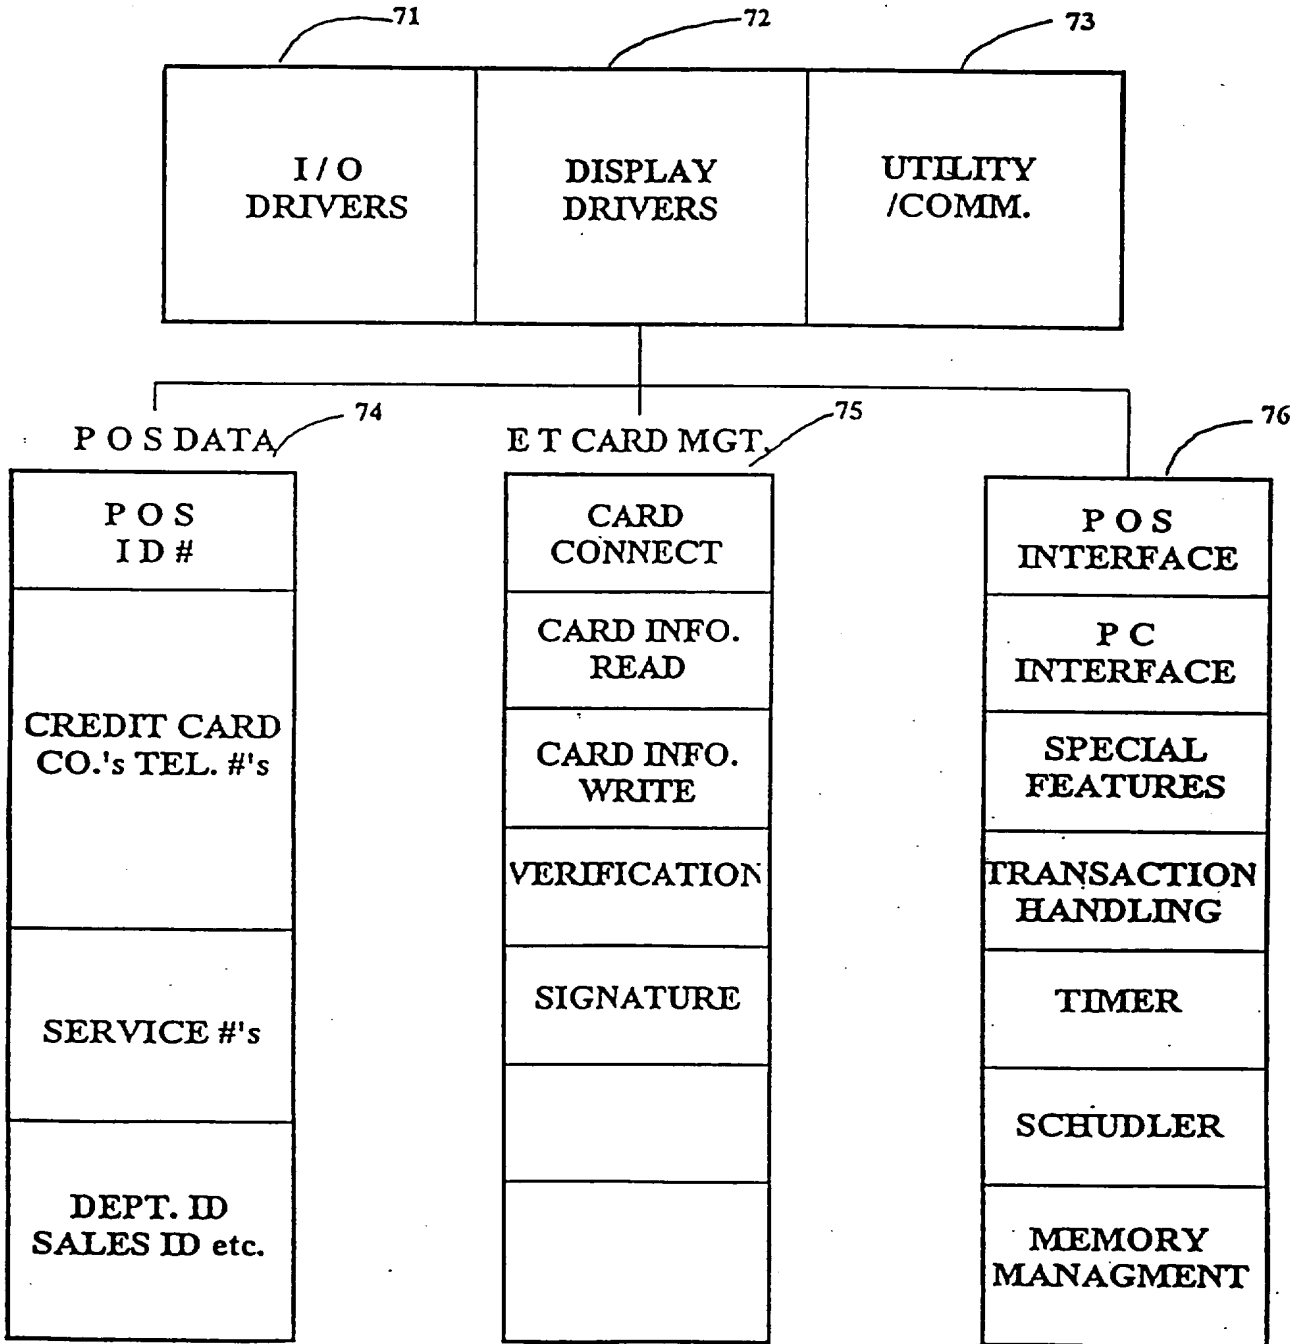 71
72
73
I / O
DRIVERS
DISPLAY
DRIVERS
UTILITY
/COMM.
P O S DATA
74
E T CARD MGT.
75
76
P O S
I D #
CREDIT CARD
CO.'s TEL. #'s
SERVICE #'s
DEPT. ID
SALES ID etc.
CARD
CONNECT
CARD INFO.
READ
CARD INFO.
WRITE
VERIFICATION
SIGNATURE
P O S
INTERFACE
P C
INTERFACE
SPECIAL
FEATURES
TRANSACTION
HANDLING
TIMER
SCHUDLER
MEMORY
MANAGMENT